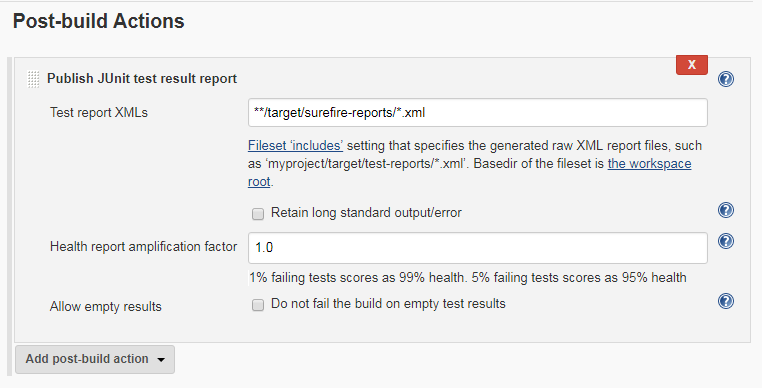 Post-build Actions
X
Publish JUnit test result report
?
Test report XMLs
**/target/surefire-reports/*.xml
Fileset ‘includes’ setting that specifies the generated raw XML report files, such
as ‘myproject/target/test-reports/*.xml’. Basedir of the fileset is the workspace
root.
Retain long standard output/error
?
Health report amplification factor
1.0
?
1% failing tests scores as 99% health. 5% failing tests scores as 95% health
Allow empty results
Do not fail the build on empty test results
?
Add post-build action